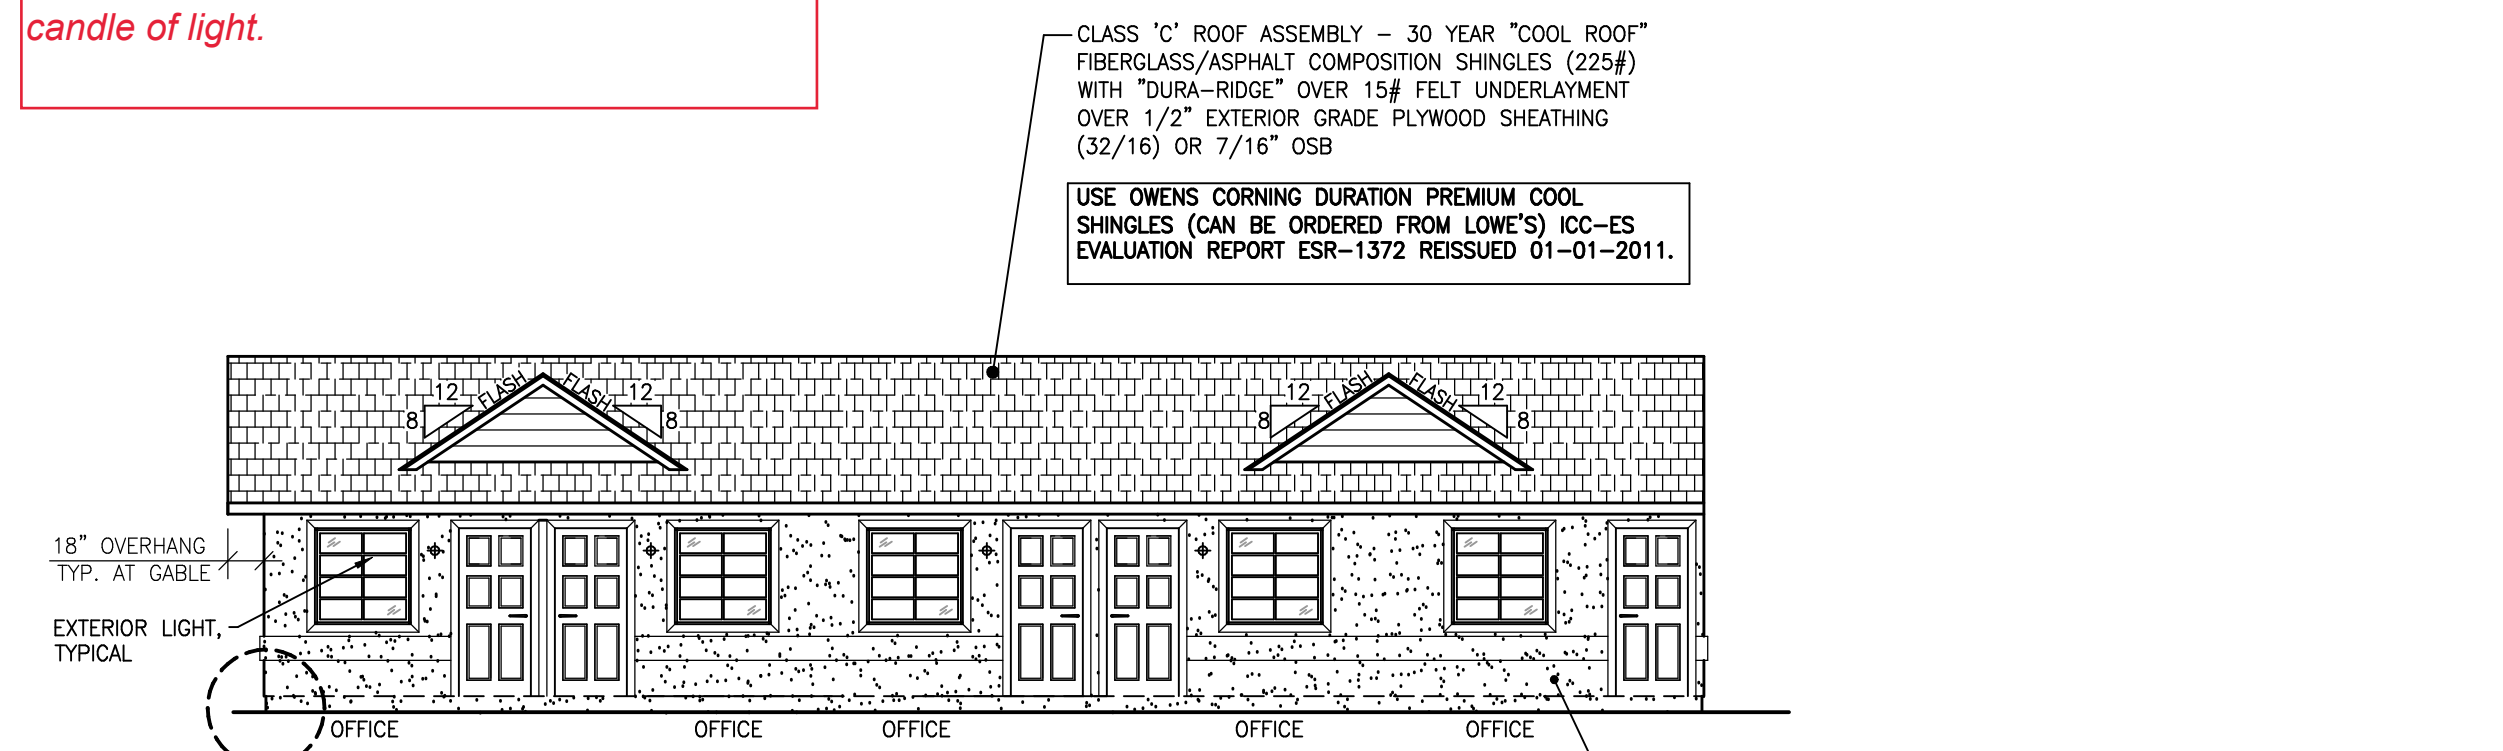 candle of light.
CLASS 'C' ROOF ASSEMBLY - 30 YEAR "COOL ROOF"
FIBERGLASS/ASPHALT COMPOSITION SHINGLES (225#)
WITH "DURA-RIDGE" OVER 15# FELT UNDERLAYMENT
OVER 1/2" EXTERIOR GRADE PLYWOOD SHEATHING
(32/16) OR 7/16" OSB
USE OWENS CORNING DURATION PREMIUM COOL
SHINGLES (CAN BE ORDERED FROM LOWE'S) ICC-ES
EVALUATION REPORT ESR-1372 REISSUED 01-01-2011.
12 FLASH FLASH 12
8 8
12 FLASH FLASH 12
8 8
18" OVERHANG
TYP. AT GABLE
EXTERIOR LIGHT,
TYPICAL
OFFICE OFFICE OFFICE OFFICE OFFICE